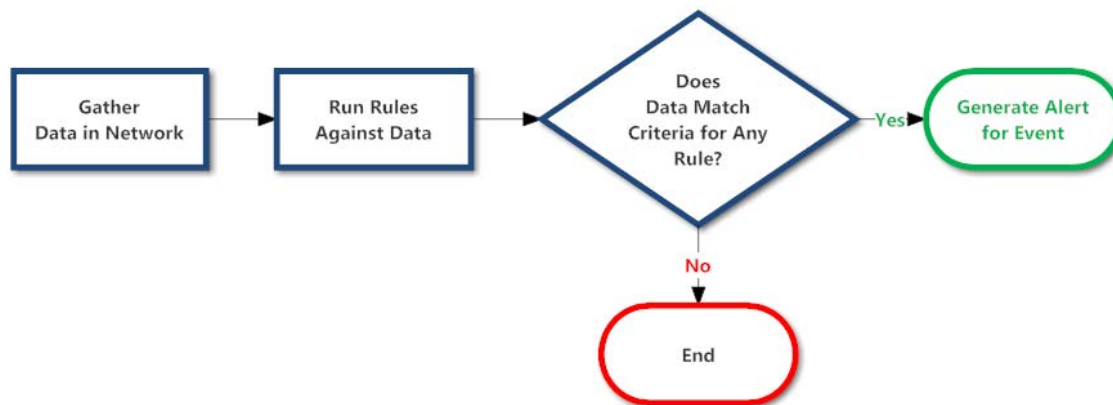 Gather
Data in Network
Run Rules
Against Data
Does
Data Match
Criteria for Any
Rule?
Yes
Generate Alert
for Event
No
End